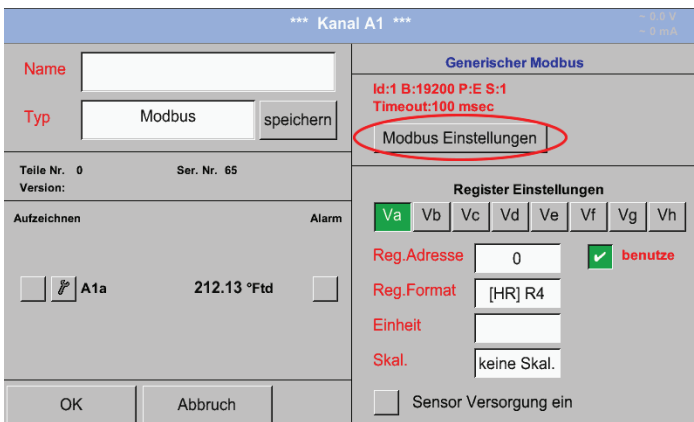 *** Kanal A1 ***
~ 0.0 V
~ 0 mA
Name
Typ
Modbus
speichern
Teile Nr. 0
Ser. Nr. 65
Version:
Aufzeichnen
Alarm
A1a
212.13 °Ftd
OK
Abbruch
Generischer Modbus
Id:1 B:19200 P:E S:1
Timeout:100 msec
Modbus Einstellungen
Register Einstellungen
Va Vb Vc Vd Ve Vf Vg Vh
Reg.Adresse
0
benutze
Reg.Format
[HR] R4
Einheit
Skal.
keine Skal.
Sensor Versorgung ein